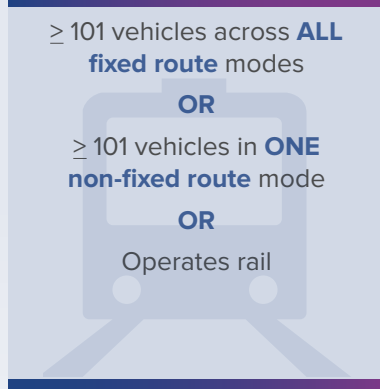 ≥ 101 vehicles across ALL
fixed route modes
OR
≥ 101 vehicles in ONE
non-fixed route mode
OR
Operates rail